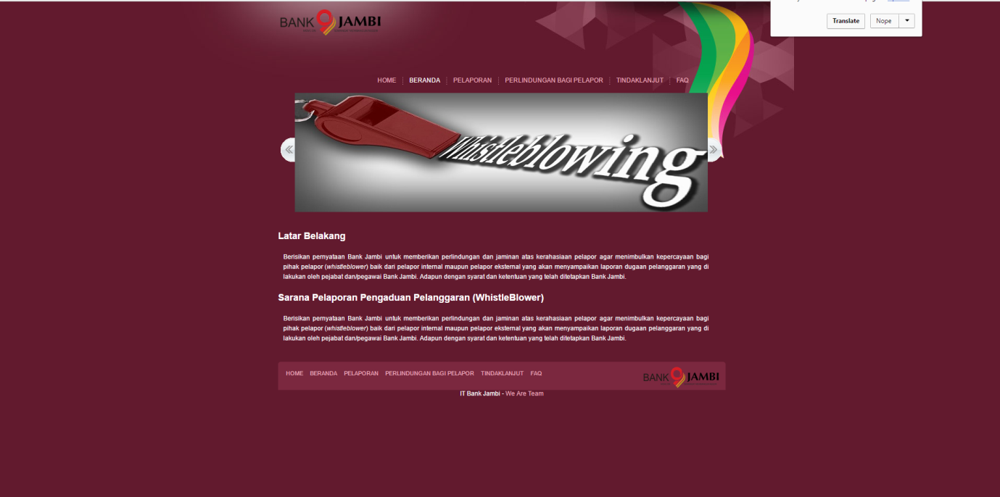 BANK 9 JAMBI
Translate
Nope
HOME
BERANDA
PELAPORAN
PERLINDUNGAN BAGI PELAPOR
TINDAKLANJUT
FAQ
Whistleblowing
Latar Belakang
Berisikan pernyataan Bank Jambi untuk memberikan perlindungan dan jaminan atas kerahasiaan pelapor agar menimbulkan kepercayaan bagi
pihak pelapor (whistleblower) baik dari pelapor internal maupun pelapor eksternal yang akan menyampaikan laporan dugaan pelanggaran yang di
lakukan oleh pejabat dan/pegawai Bank Jambi. Adapun dengan syarat dan ketentuan yang telah ditetapkan Bank Jambi.
Sarana Pelaporan Pengaduan Pelanggaran (WhistleBlower)
Berisikan pernyataan Bank Jambi untuk memberikan perlindungan dan jaminan atas kerahasiaan pelapor agar menimbulkan kepercayaan bagi
pihak pelapor (whistleblower) baik dari pelapor internal maupun pelapor eksternal yang akan menyampaikan laporan dugaan pelanggaran yang di
lakukan oleh pejabat dan/pegawai Bank Jambi. Adapun dengan syarat dan ketentuan yang telah ditetapkan Bank Jambi.
HOME
BERANDA
PELAPORAN
PERLINDUNGAN BAGI PELAPOR
TINDAKLANJUT
FAQ
BANK 9 JAMBI
IT Bank Jambi - We Are Team